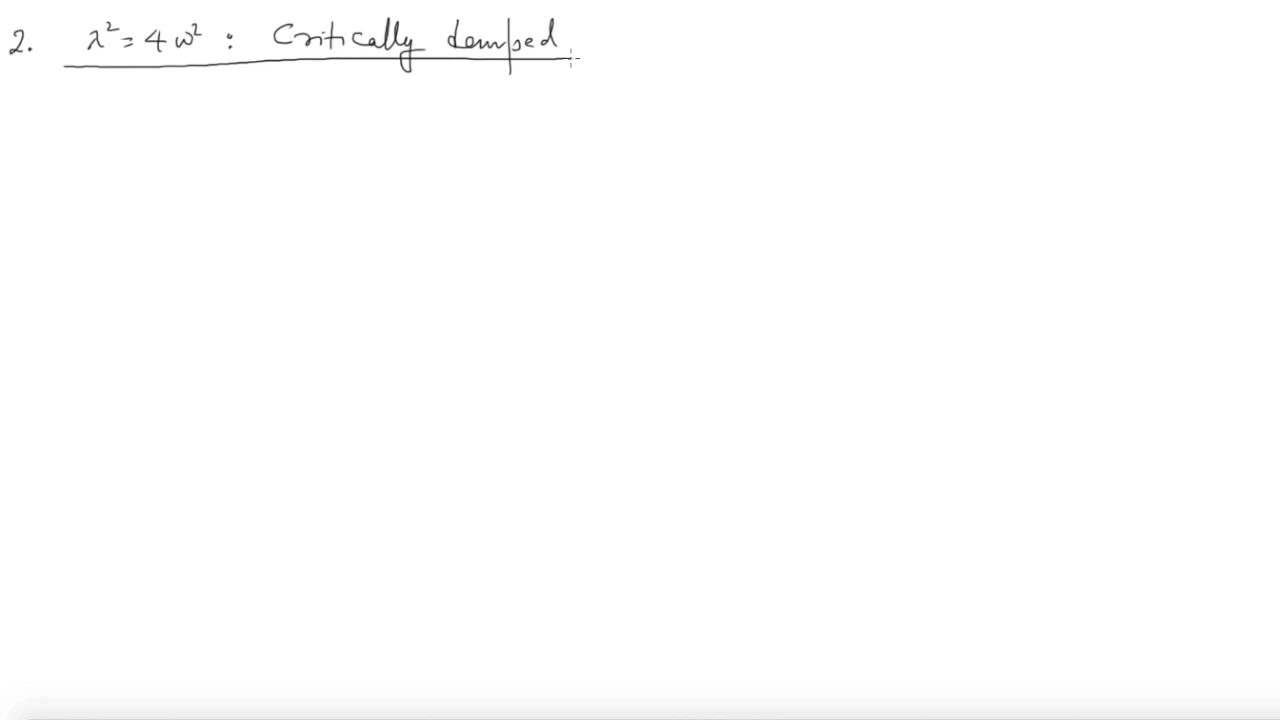 2. λ² = 4ω² : Critically damped